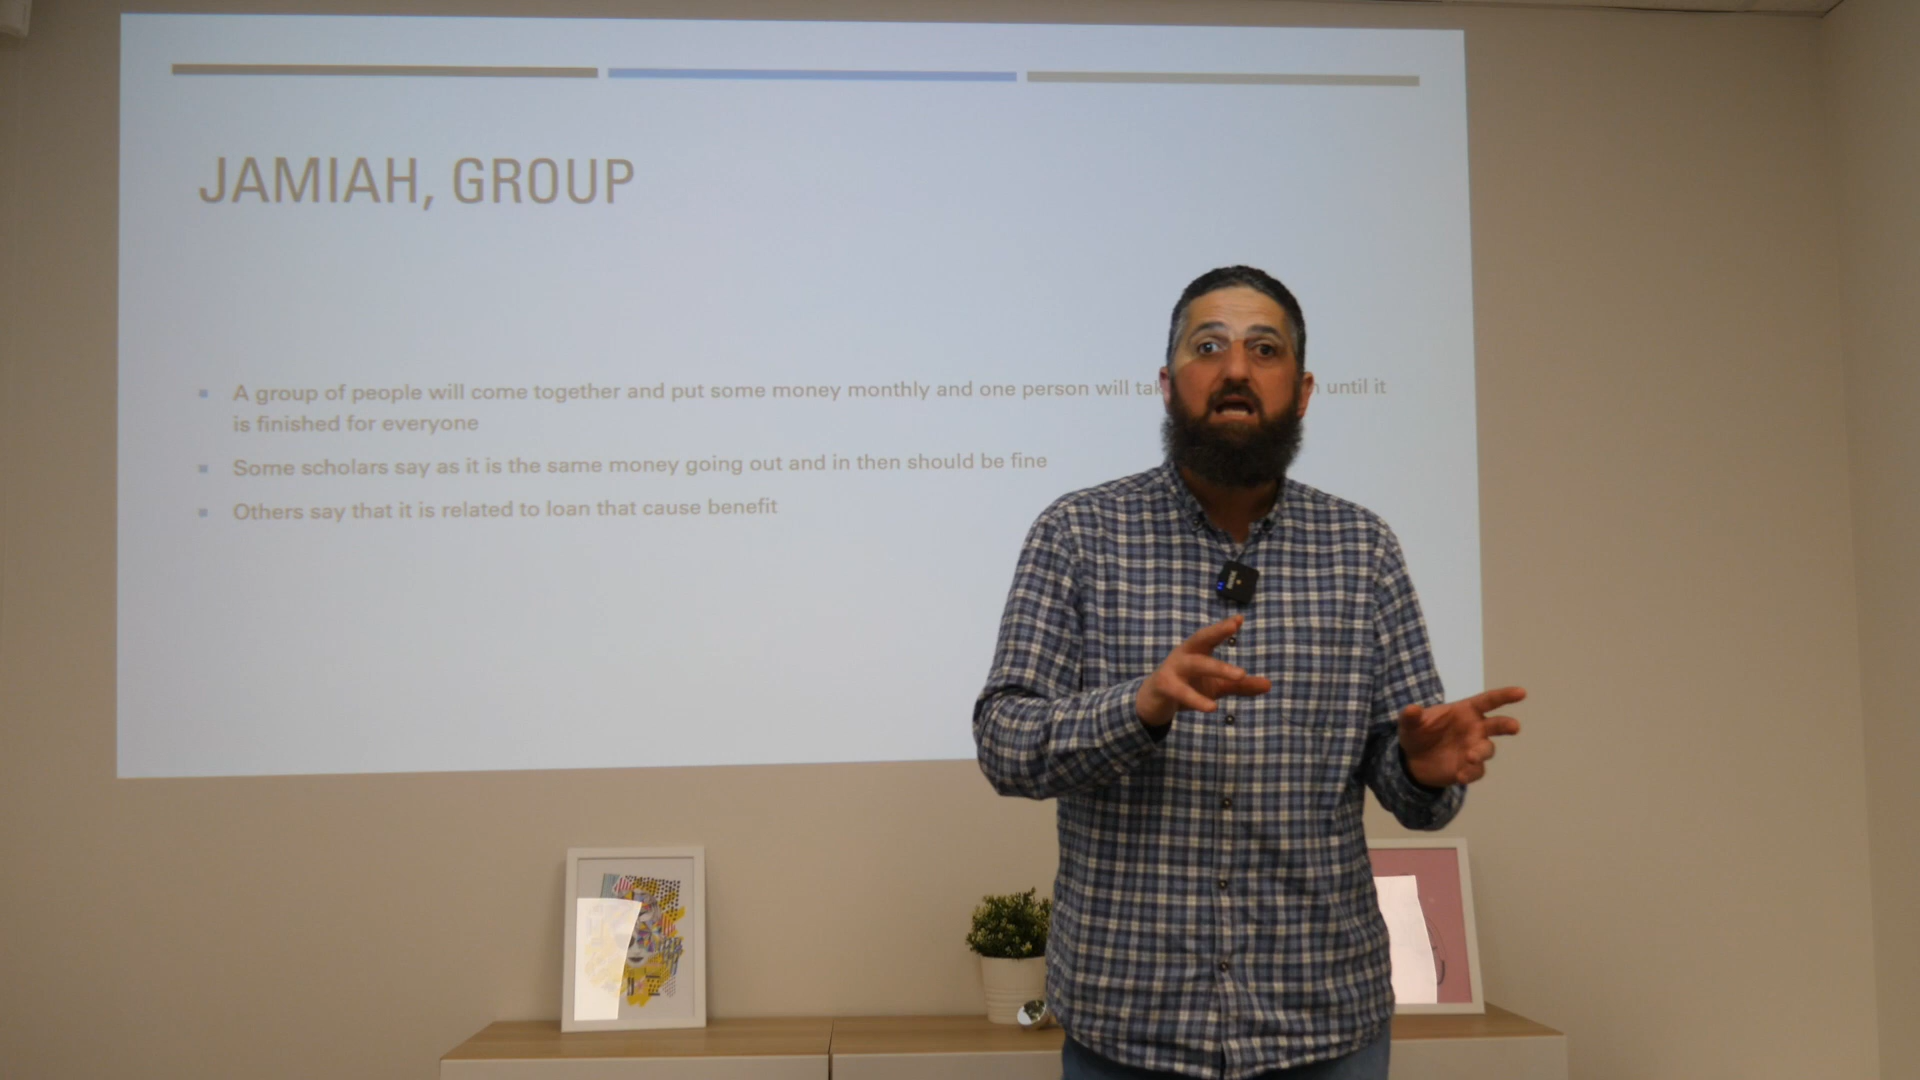 JAMIAH, GROUP
A group of people will come together and put some money monthly and one person will until it
is finished for everyone
Some scholars say as it is the same money going out and in then should be fine
Others say that it is related to loan that cause benefit